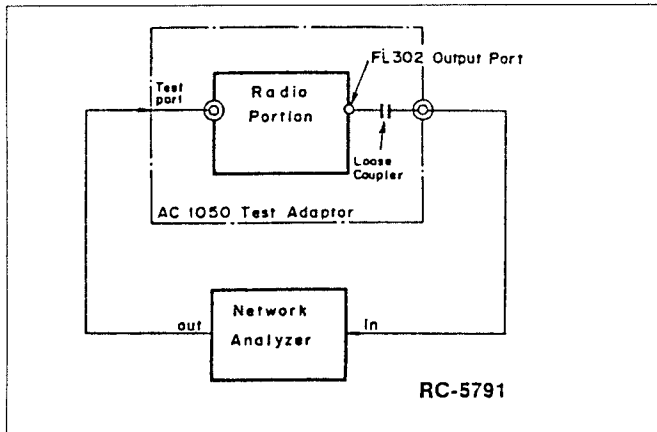 FL302 Output Port
Test
port
Radio
Portion
Loose
Coupler
AC 1050 Test Adaptor
Network
Analyzer
out
in
RC-5791